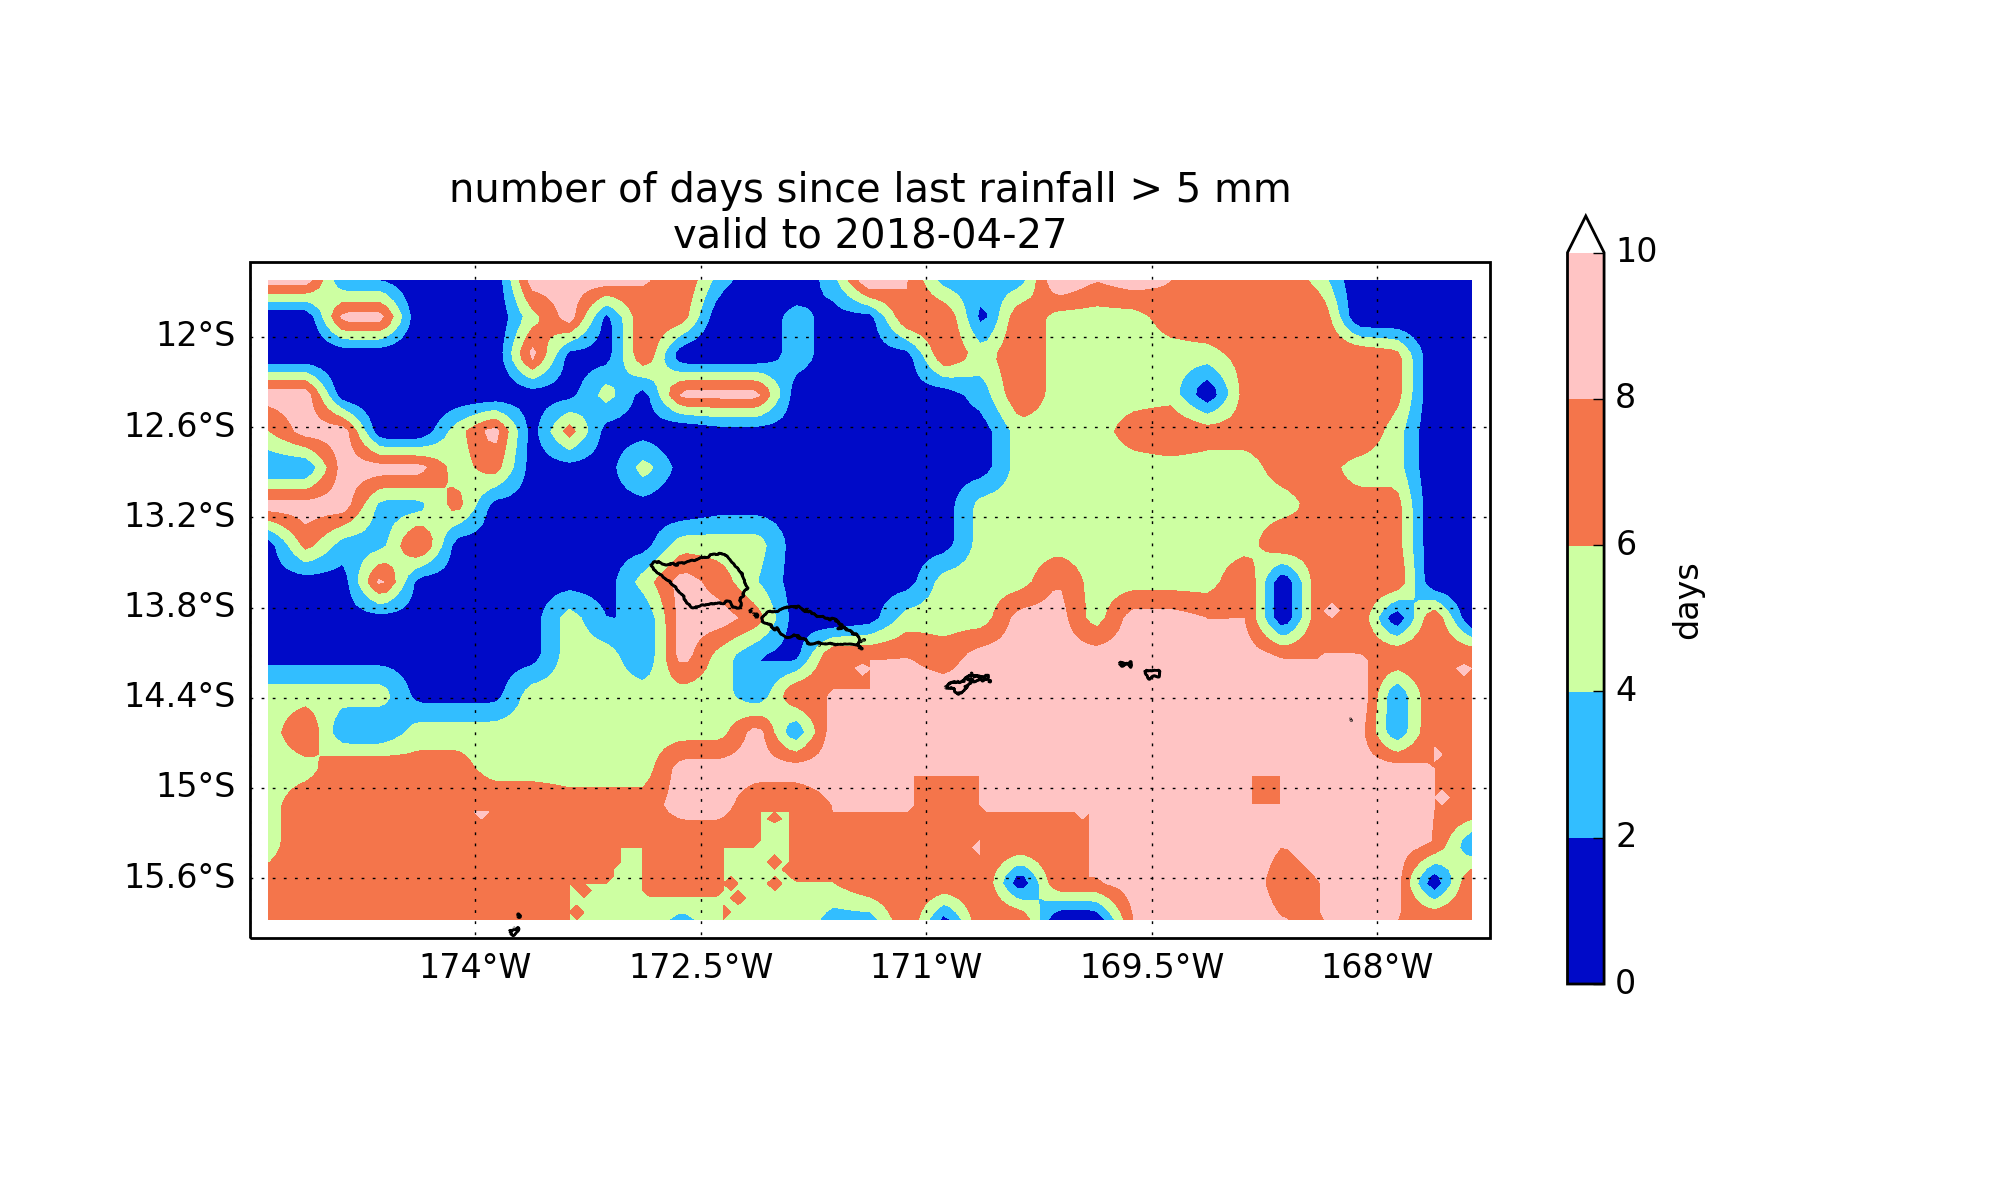 number of days since last rainfall > 5 mm
valid to 2018-04-27
12°S
12.6°S
13.2°S
13.8°S
14.4°S
15°S
15.6°S
174°W
172.5°W
171°W
169.5°W
168°W
10
8
6
4
2
0
days